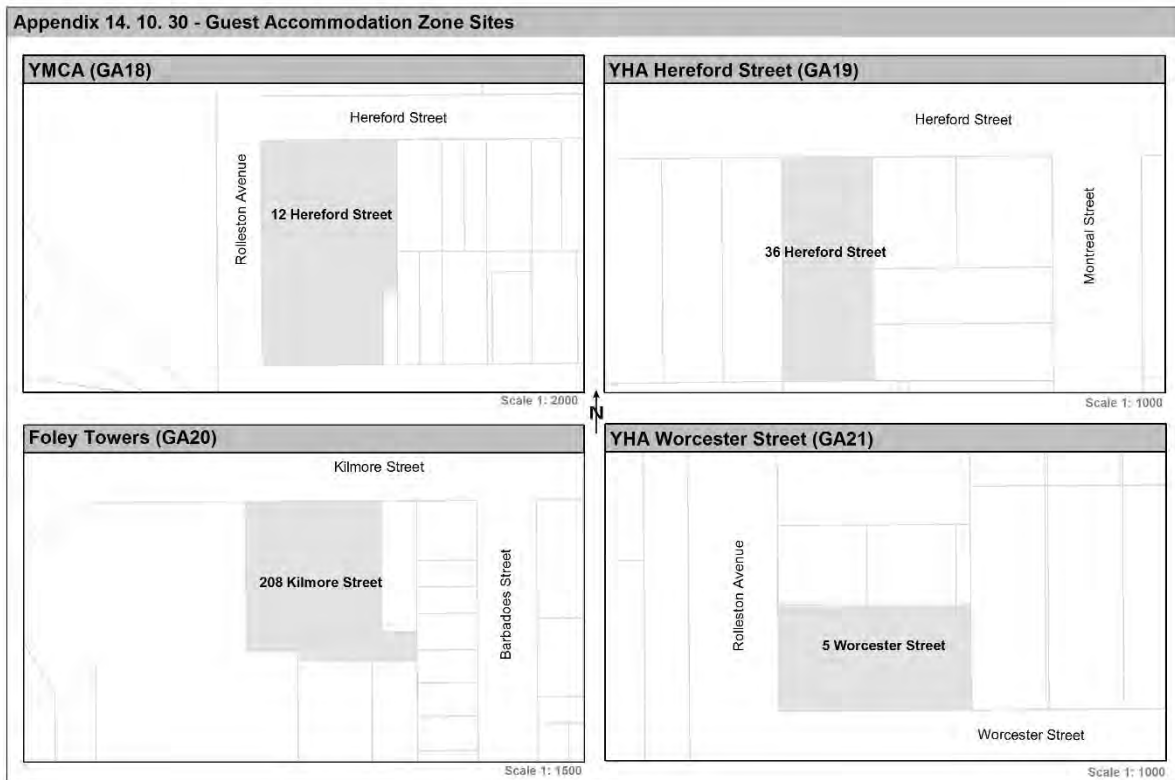 Appendix 14. 10. 30 - Guest Accommodation Zone Sites
YMCA (GA18)
Hereford Street
Rolleston Avenue
12 Hereford Street
Scale 1: 2000
YHA Hereford Street (GA19)
Hereford Street
Montreal Street
36 Hereford Street
Scale 1: 1000
N
Foley Towers (GA20)
Kilmore Street
208 Kilmore Street
Barbadoes Street
Scale 1: 1500
YHA Worcester Street (GA21)
Rolleston Avenue
5 Worcester Street
Worcester Street
Scale 1: 1000